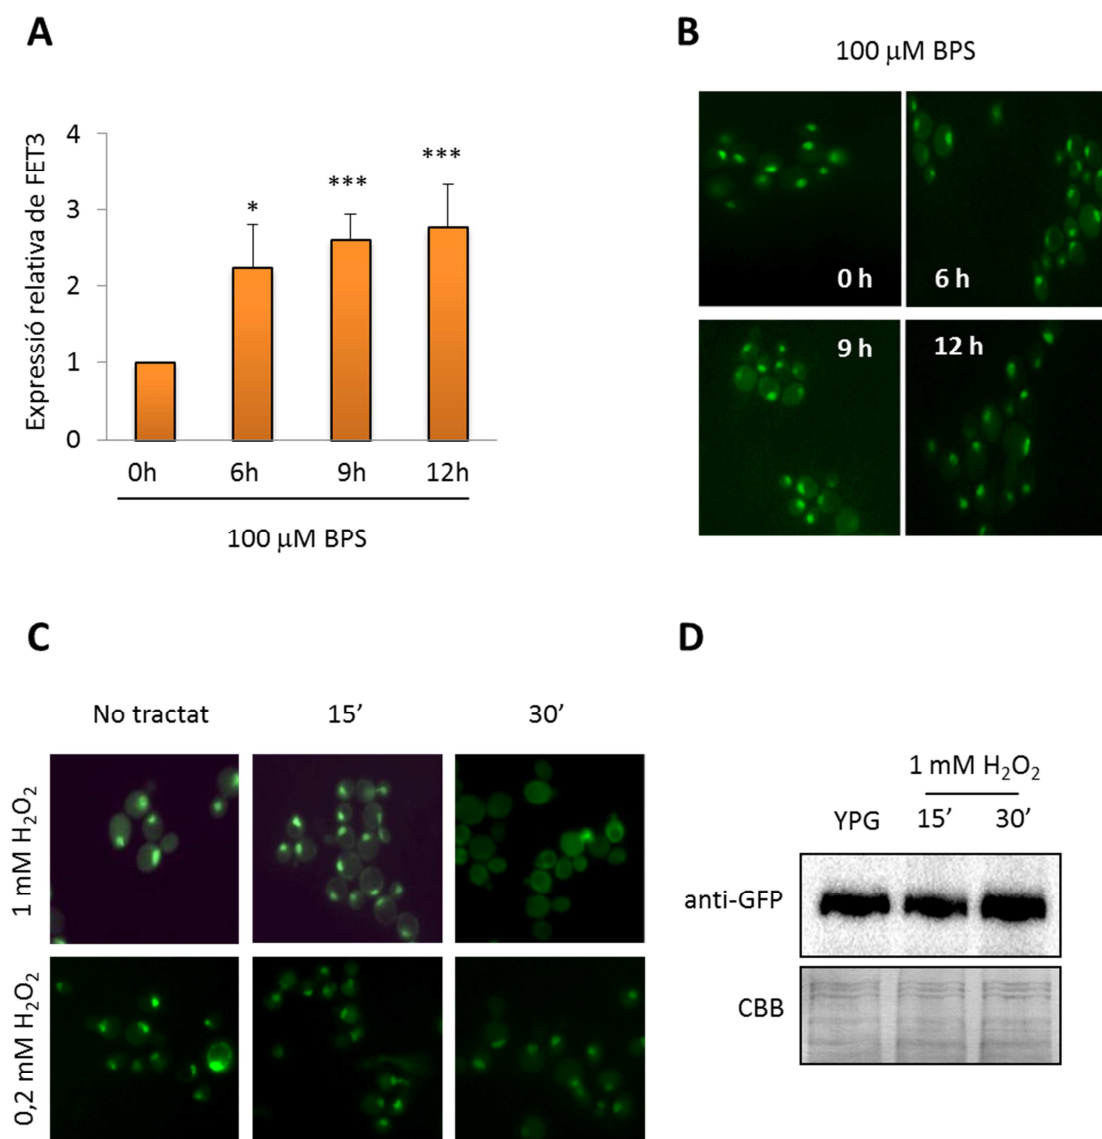 A
Expressió relativa de FET3
4
3
2
1
0
*
***
***
0h 6h 9h 12h
100 μM BPS
B
100 μM BPS
0 h
6 h
9 h
12 h
C
No tractat 15’ 30’
1 mM H₂O₂
0,2 mM H₂O₂
D
1 mM H₂O₂
YPG 15’ 30’
anti-GFP
CBB